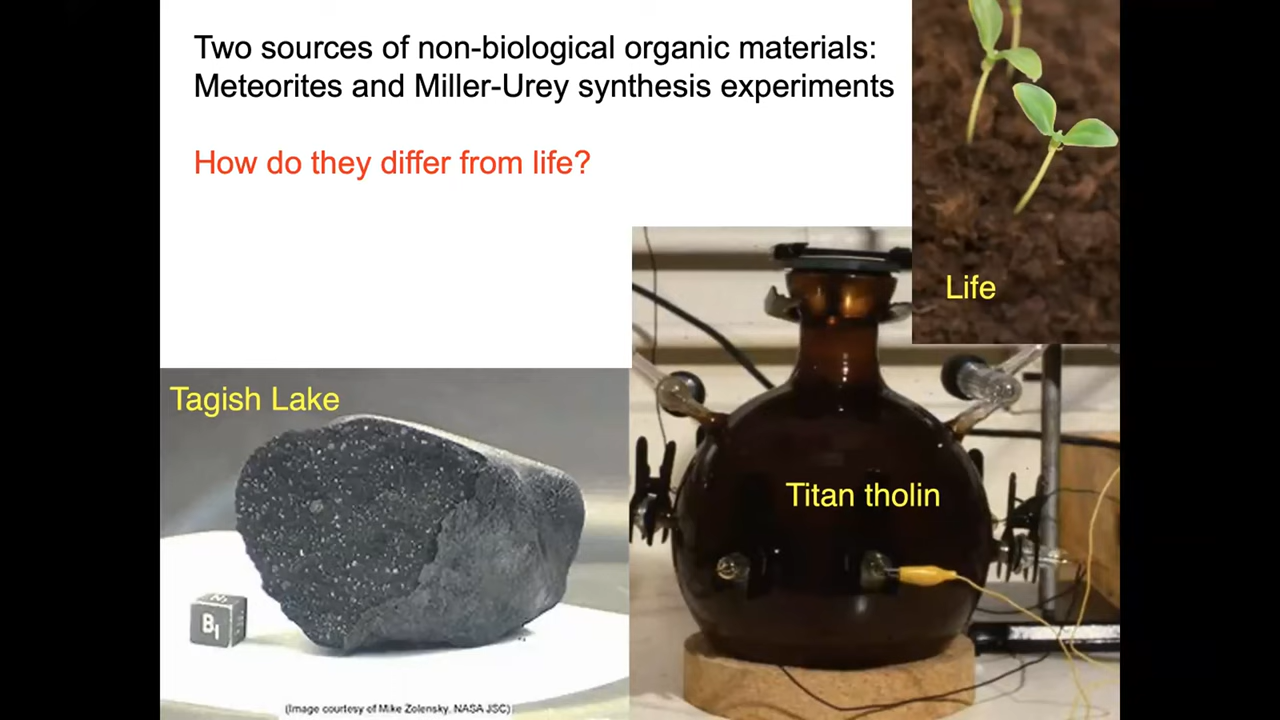 Two sources of non-biological organic materials:
Meteorites and Miller-Urey synthesis experiments
How do they differ from life?
Life
Tagish Lake
Titan tholin
B1
(Image courtesy of Mike Zolensky, NASA JSC)